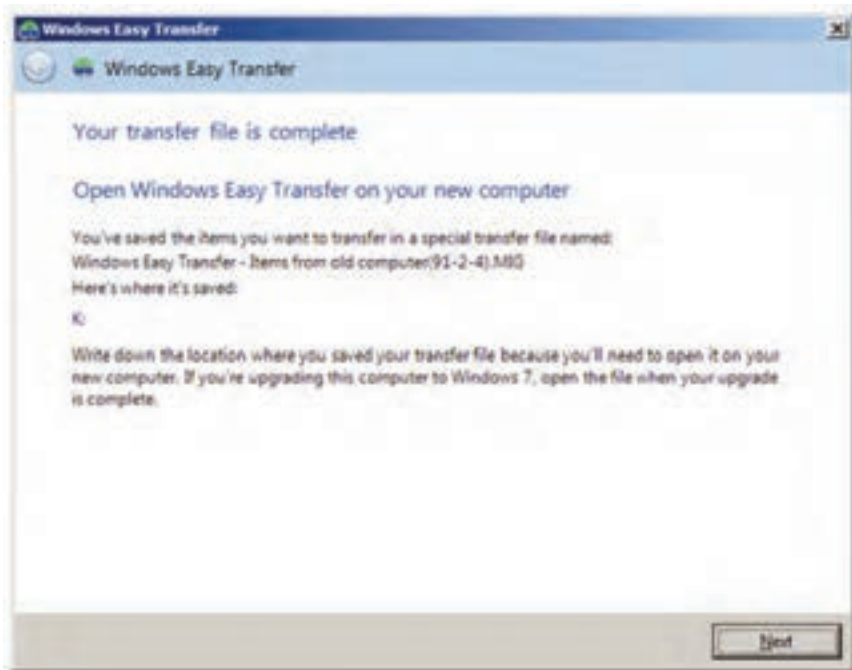 Windows Easy Transfer
Windows Easy Transfer
Your transfer file is complete
Open Windows Easy Transfer on your new computer
You've saved the items you want to transfer in a special transfer file named:
Windows Easy Transfer - Items from old computer(91-2-4).MIG
Here's where it's saved:
K:
Write down the location where you saved your transfer file because you'll need to open it on your
new computer. If you're upgrading this computer to Windows 7, open the file when your upgrade
is complete.
Next